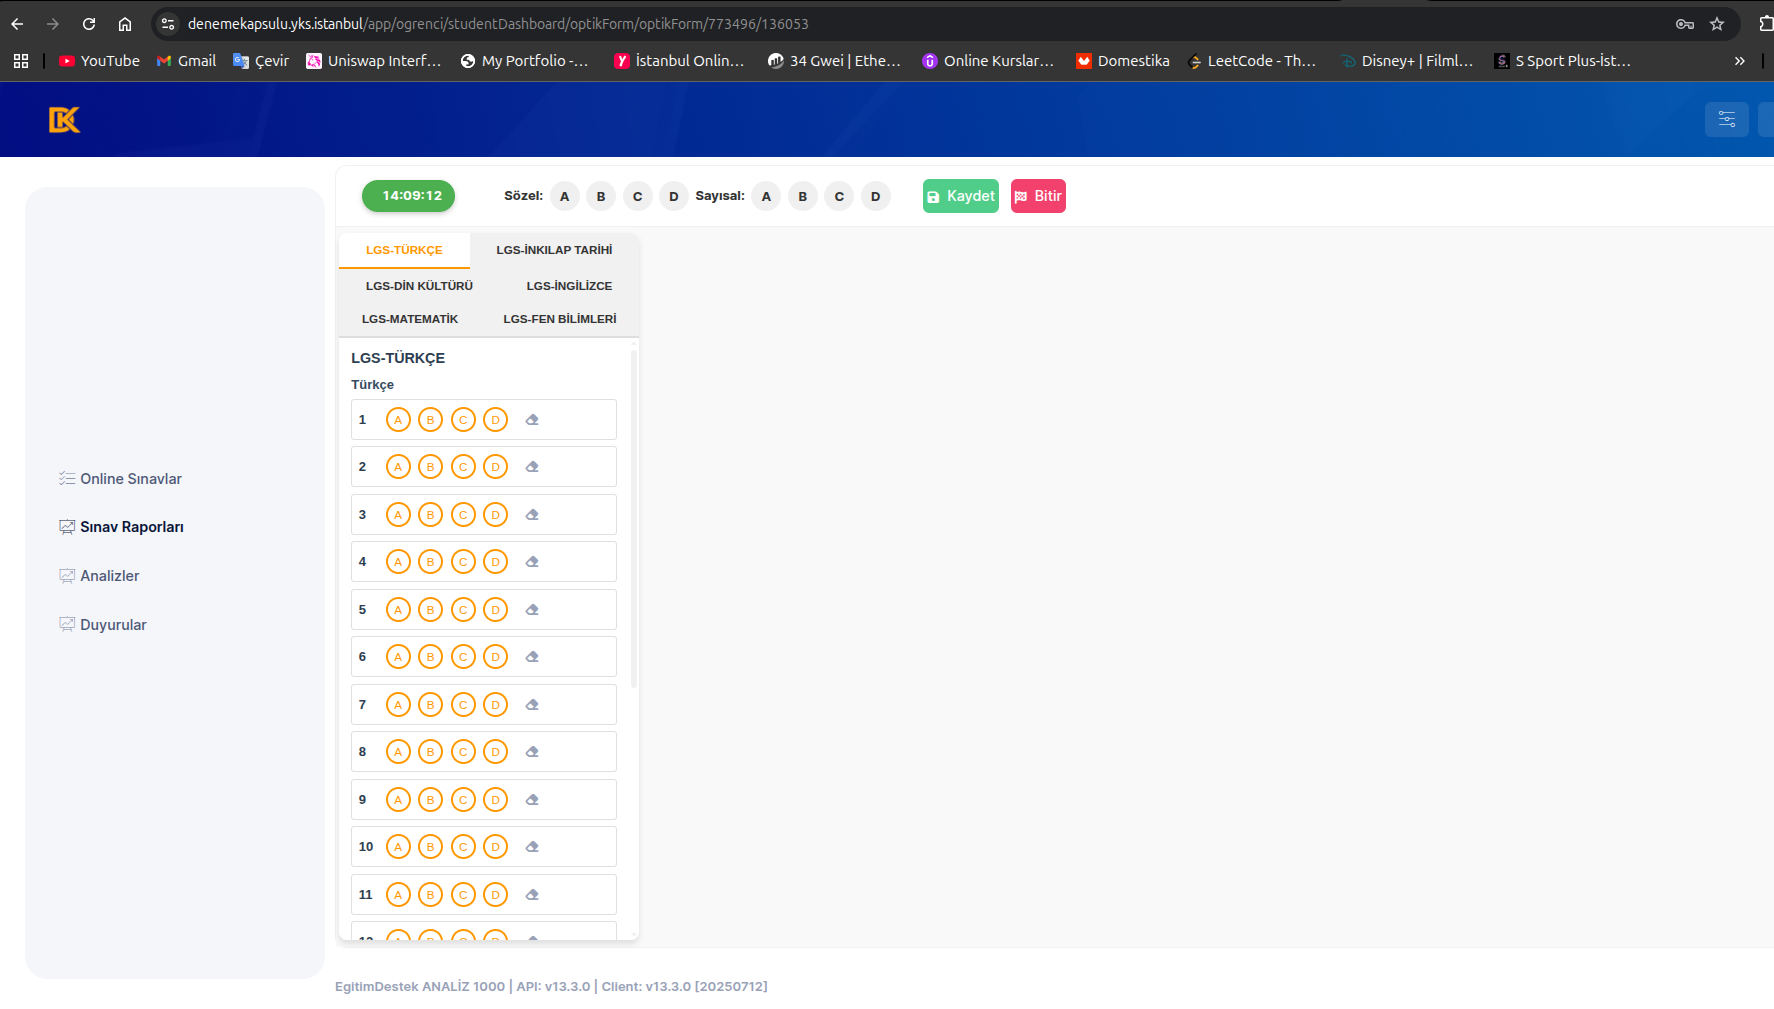 denemekapsulu.yks.istanbul/app/ogrenci/studentDashboard/optikForm/optikForm/773496/136053
YouTube Gmail Çevir Uniswap Interf... My Portfolio -... İstanbul Onlin... 34 Gwei | Ethe... Online Kurslar... Domestika LeetCode - Th... Disney+ | Filml... S Sport Plus-İst... »
DK
14:09:12 Sözel: A B C D Sayısal: A B C D Kaydet Bitir
LGS-TÜRKÇE LGS-İNKILAP TARİHİ
LGS-DİN KÜLTÜRÜ LGS-İNGİLİZCE
LGS-MATEMATİK LGS-FEN BİLİMLERİ
LGS-TÜRKÇE
Türkçe
1 A B C D
2 A B C D
3 A B C D
4 A B C D
5 A B C D
6 A B C D
7 A B C D
8 A B C D
9 A B C D
10 A B C D
11 A B C D
12 A B C D
Online Sınavlar
Sınav Raporları
Analizler
Duyurular
EgitimDestek ANALİZ 1000 | API: v13.3.0 | Client: v13.3.0 [20250712]